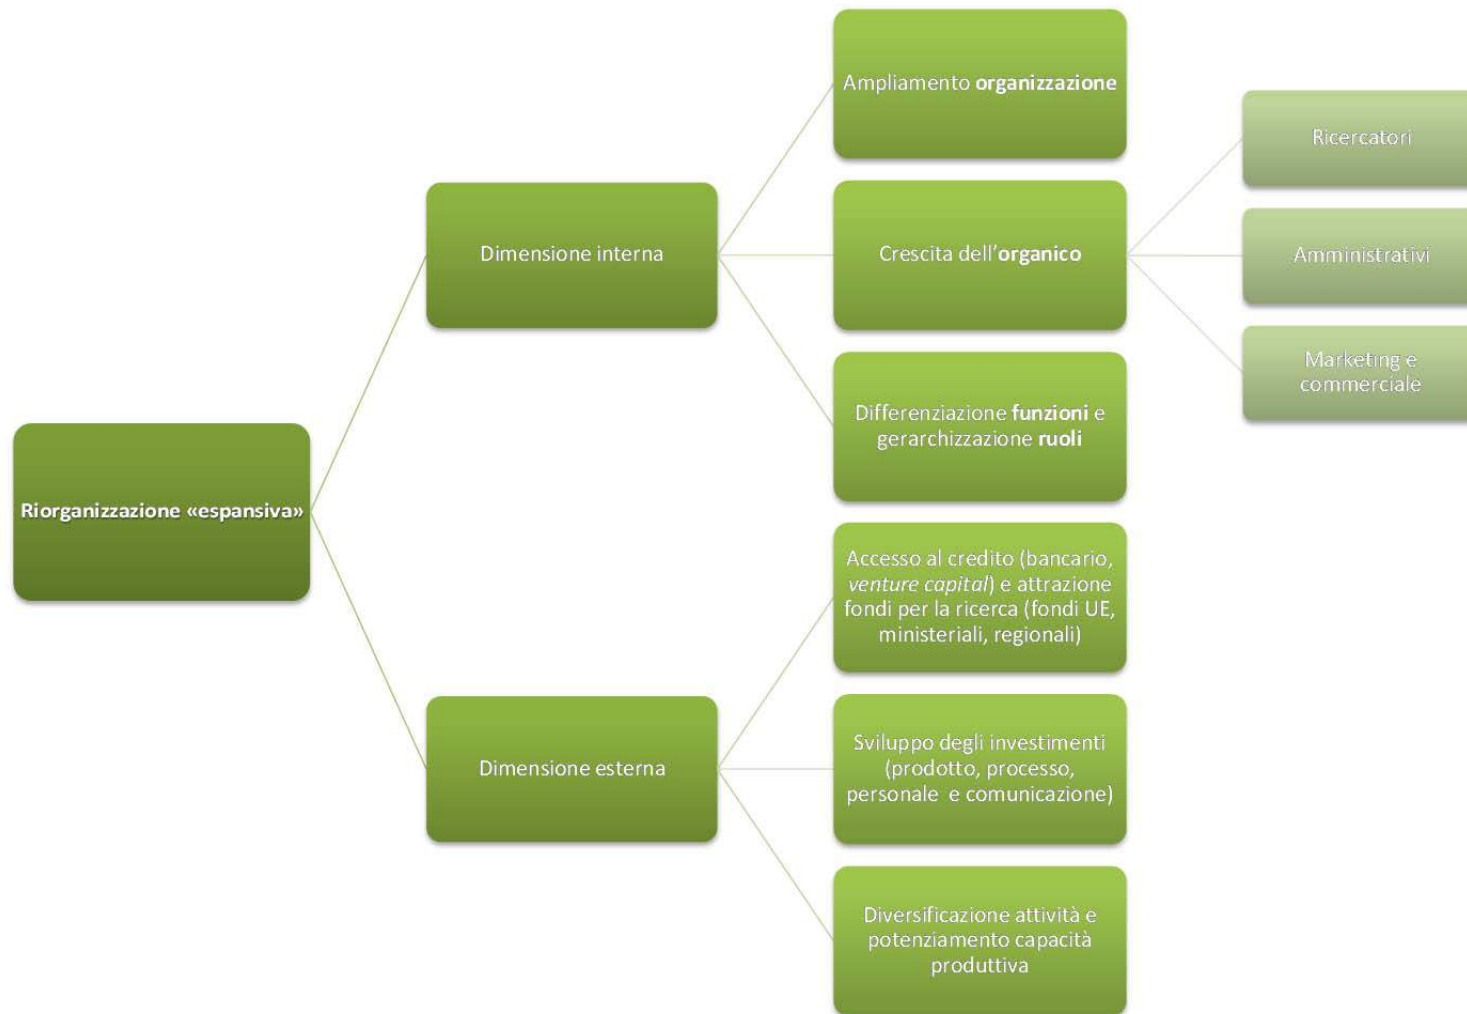 Riorganizzazione «espansiva»
Dimensione interna
Ampliamento organizzazione
Crescita dell’organico
Ricercatori
Amministrativi
Marketing e
commerciale
Differenziazione funzioni e
gerarchizzazione ruoli
Dimensione esterna
Accesso al credito (bancario,
venture capital) e attrazione
fondi per la ricerca (fondi UE,
ministeriali, regionali)
Sviluppo degli investimenti
(prodotto, processo,
personale e comunicazione)
Diversificazione attività e
potenziamento capacità
produttiva